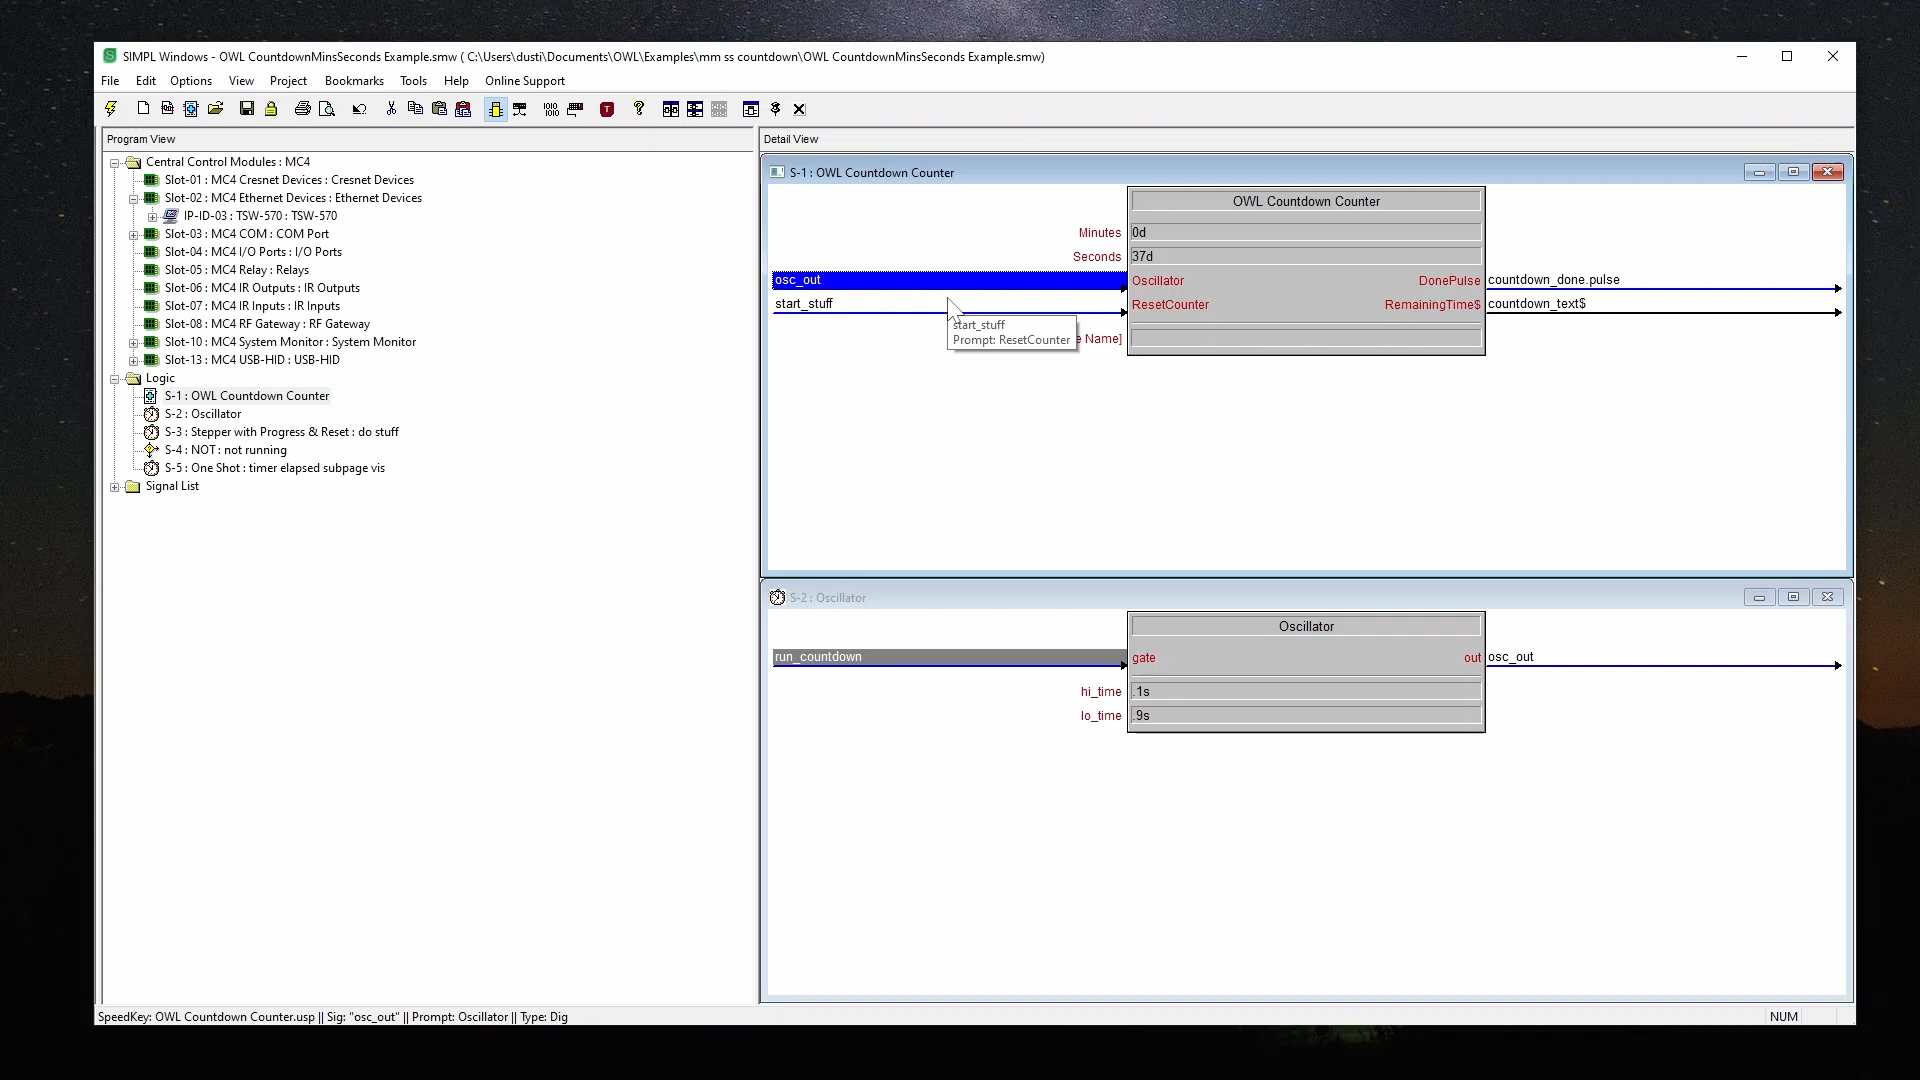 SIMPL Windows - OWL CountdownMinsSeconds Example.smw ( C:\Users\dusti\Documents\OWL\Examples\mm ss countdown\OWL CountdownMinsSeconds Example.smw)
File Edit Options View Project Bookmarks Tools Help Online Support
Program View
Central Control Modules : MC4
Slot-01 : MC4 Cresnet Devices : Cresnet Devices
Slot-02 : MC4 Ethernet Devices : Ethernet Devices
IP-ID-03 : TSW-570 : TSW-570
Slot-03 : MC4 COM : COM Port
Slot-04 : MC4 I/O Ports : I/O Ports
Slot-05 : MC4 Relay : Relays
Slot-06 : MC4 IR Outputs : IR Outputs
Slot-07 : MC4 IR Inputs : IR Inputs
Slot-08 : MC4 RF Gateway : RF Gateway
Slot-10 : MC4 System Monitor : System Monitor
Slot-13 : MC4 USB-HID : USB-HID
Logic
S-1 : OWL Countdown Counter
S-2 : Oscillator
S-3 : Stepper with Progress & Reset : do stuff
S-4 : NOT : not running
S-5 : One Shot : timer elapsed subpage vis
Signal List
Detail View
S-1 : OWL Countdown Counter
OWL Countdown Counter
Minutes 0d
Seconds 37d
osc_out Oscillator DonePulse countdown_done.pulse
start_stuff ResetCounter RemainingTime$ countdown_text$
start_stuff
Prompt: ResetCounter
e Name]
S-2 : Oscillator
Oscillator
run_countdown gate out osc_out
hi_time .1s
lo_time .9s
SpeedKey: OWL Countdown Counter.usp || Sig: "osc_out" || Prompt: Oscillator || Type: Dig
NUM